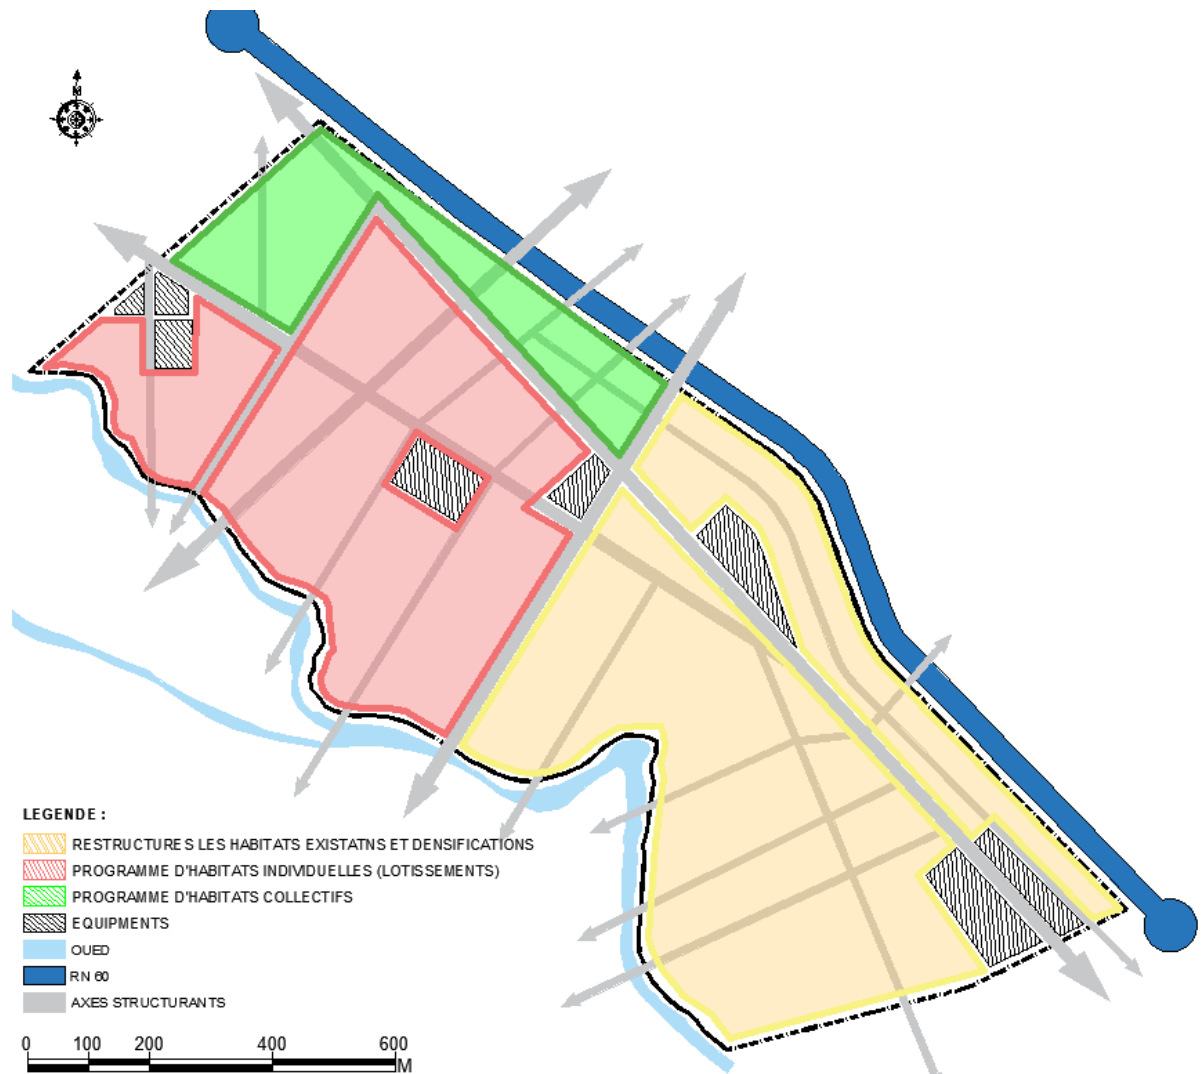 N
LEGENDE :
RESTRUCTURES LES HABITATS EXISTATNS ET DENSIFICATIONS
PROGRAMME D'HABITATS INDIVIDUELLES (LOTISSEMENTS)
PROGRAMME D'HABITATS COLLECTIFS
EQUIPMENTS
OUED
RN 60
AXES STRUCTURANTS
0 100 200 400 600
M